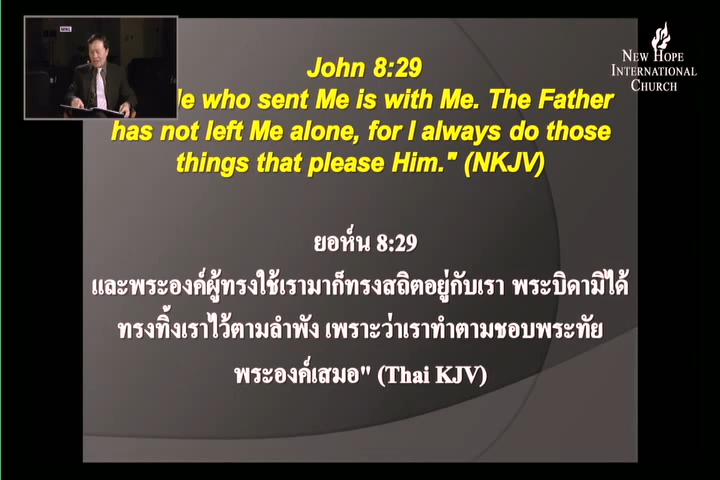 John 8:29
who sent Me is with Me. The Father
has not left Me alone, for I always do those
things that please Him." (NKJV)
ยอห์น 8:29
และพระองค์ผู้ทรงใช้เรามาก็ทรงสถิตอยู่กับเรา พระบิดามิได้
ทรงทิ้งเราไว้ตามลำพัง เพราะว่าเราทำตามชอบพระทัย
พระองค์เสมอ" (Thai KJV)
NEW HOPE
INTERNATIONAL
CHURCH